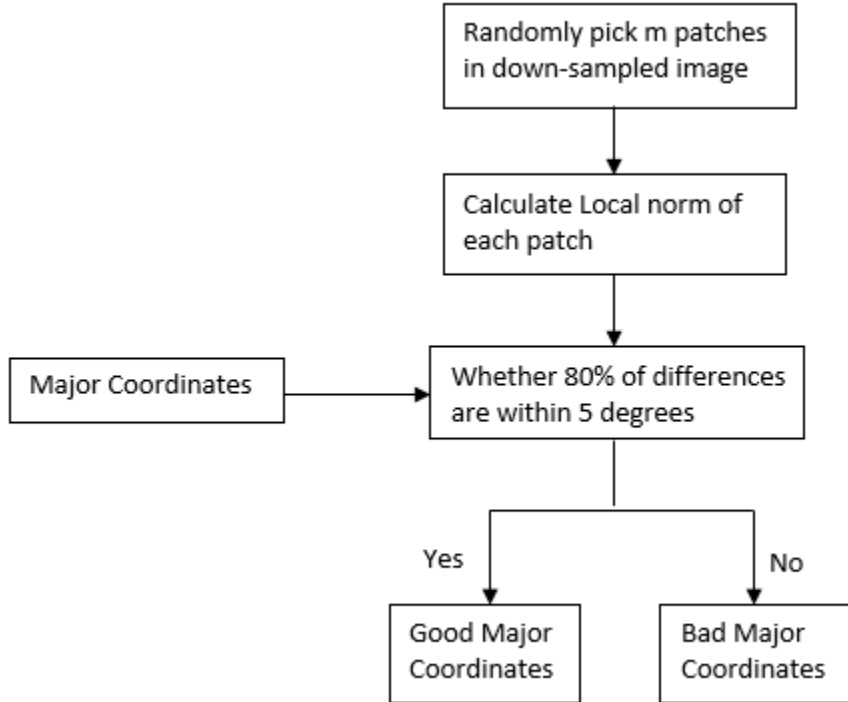 Randomly pick m patches
in down-sampled image
Calculate Local norm of
each patch
Major Coordinates
Whether 80% of differences
are within 5 degrees
Yes
No
Good Major
Coordinates
Bad Major
Coordinates